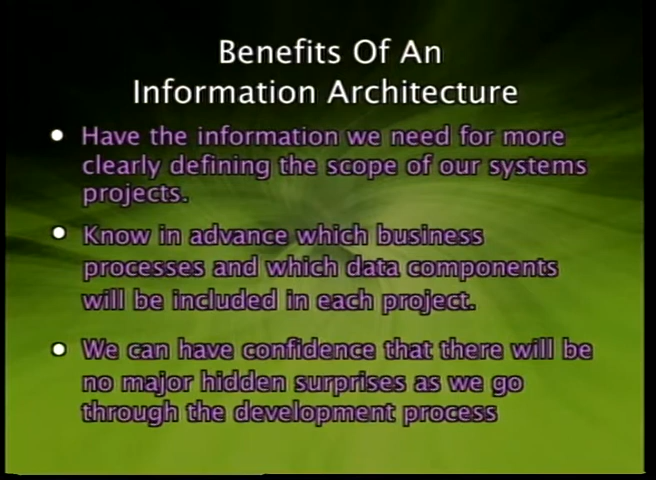 Benefits Of An
Information Architecture
• Have the information we need for more
clearly defining the scope of our systems
projects.
• Know in advance which business
processes and which data components
will be included in each project.
• We can have confidence that there will be
no major hidden surprises as we go
through the development process